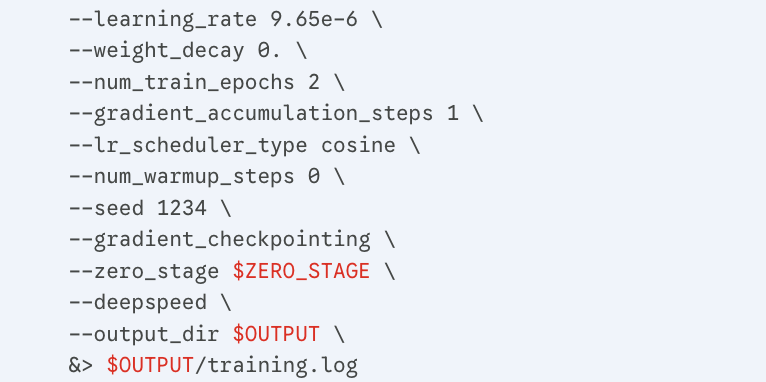 --learning_rate 9.65e-6 \
--weight_decay 0. \
--num_train_epochs 2 \
--gradient_accumulation_steps 1 \
--lr_scheduler_type cosine \
--num_warmup_steps 0 \
--seed 1234 \
--gradient_checkpointing \
--zero_stage $ZERO_STAGE \
--deepspeed \
--output_dir $OUTPUT \
&> $OUTPUT/training.log